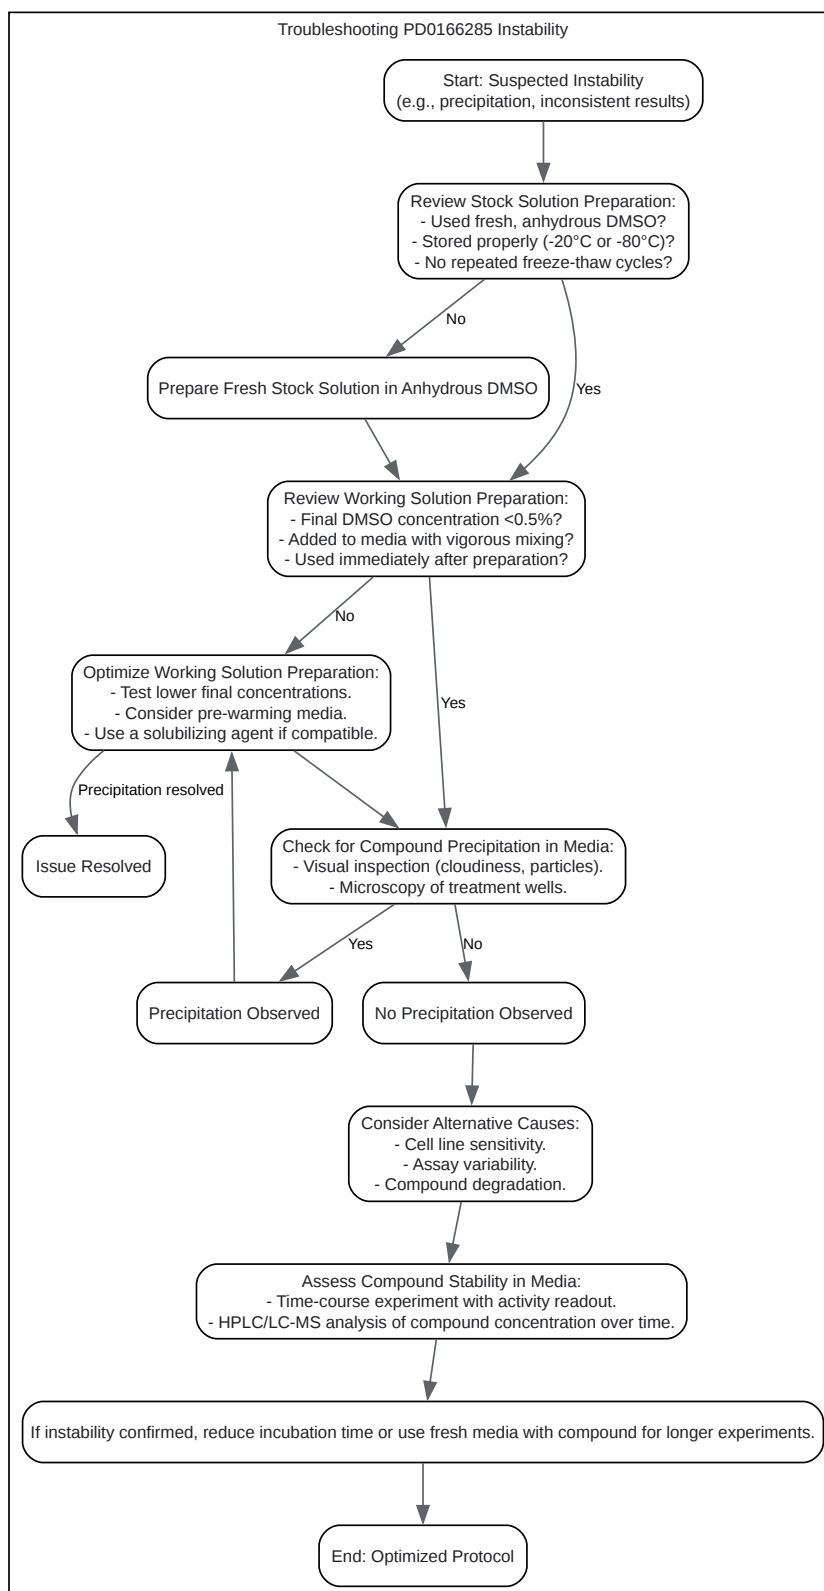 Troubleshooting PD0166285 Instability
Start: Suspected Instability
(e.g., precipitation, inconsistent results)
Review Stock Solution Preparation:
- Used fresh, anhydrous DMSO?
- Stored properly (-20°C or -80°C)?
- No repeated freeze-thaw cycles?
No
Prepare Fresh Stock Solution in Anhydrous DMSO
Yes
Review Working Solution Preparation:
- Final DMSO concentration <0.5%?
- Added to media with vigorous mixing?
- Used immediately after preparation?
No
Optimize Working Solution Preparation:
- Test lower final concentrations.
- Consider pre-warming media.
- Use a solubilizing agent if compatible.
Yes
Precipitation resolved
Issue Resolved
Check for Compound Precipitation in Media:
- Visual inspection (cloudiness, particles).
- Microscopy of treatment wells.
Yes
No
Precipitation Observed
No Precipitation Observed
Consider Alternative Causes:
- Cell line sensitivity.
- Assay variability.
- Compound degradation.
Assess Compound Stability in Media:
- Time-course experiment with activity readout.
- HPLC/LC-MS analysis of compound concentration over time.
If instability confirmed, reduce incubation time or use fresh media with compound for longer experiments.
End: Optimized Protocol